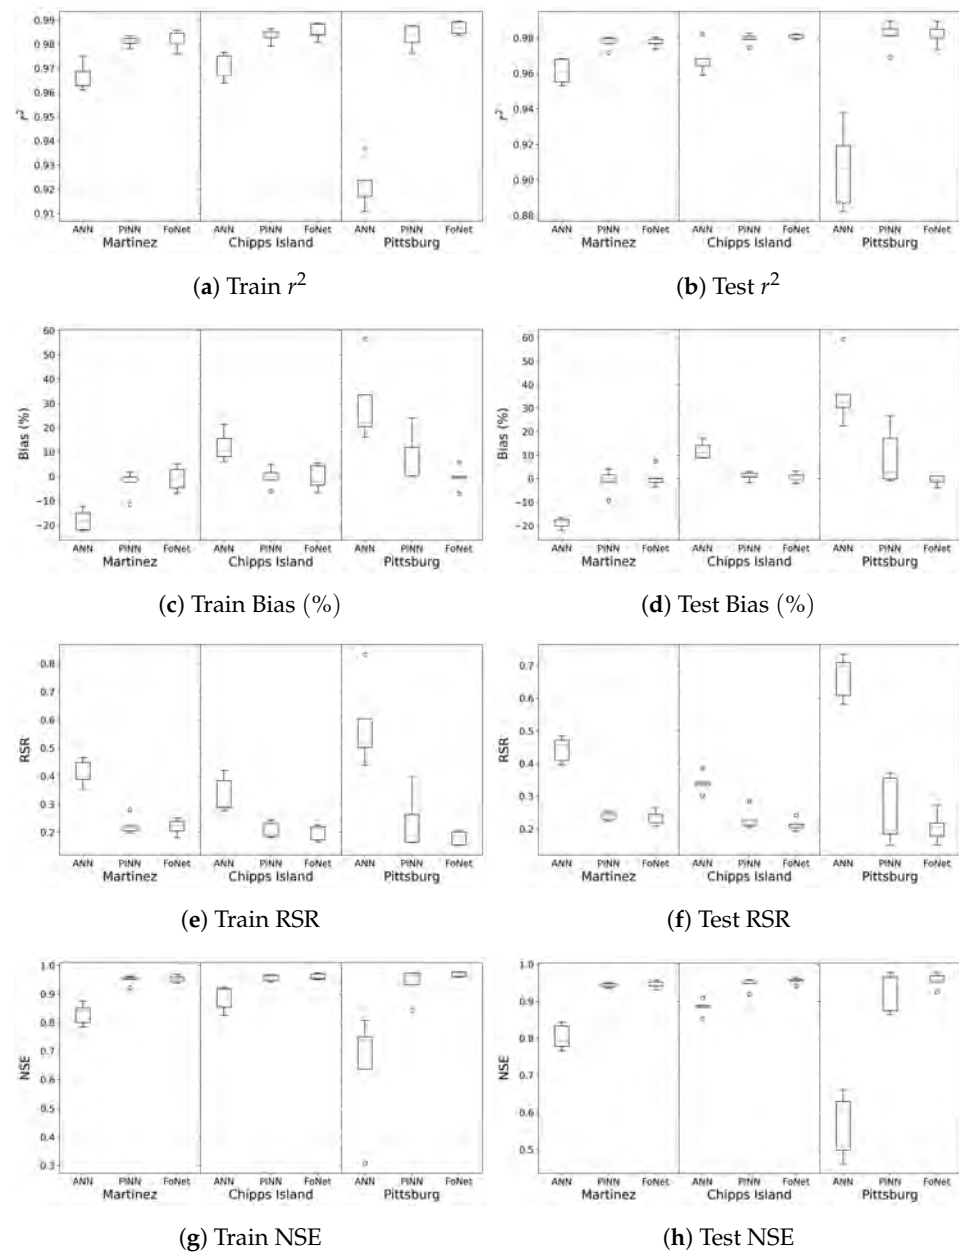 0.99
0.98
0.97
0.96
0.95
0.94
0.93
0.92
0.91
r²
ANN PINN FoNet ANN PINN FoNet ANN PINN FoNet
Martinez Chipps Island Pittsburg
(a) Train r²
0.98
0.96
0.94
0.92
0.90
0.88
r²
ANN PINN FoNet ANN PINN FoNet ANN PINN FoNet
Martinez Chipps Island Pittsburg
(b) Test r²
60
50
40
30
20
10
0
−10
−20
Bias (%)
ANN PINN FoNet ANN PINN FoNet ANN PINN FoNet
Martinez Chipps Island Pittsburg
(c) Train Bias (%)
60
50
40
30
20
10
0
−10
−20
Bias (%)
ANN PINN FoNet ANN PINN FoNet ANN PINN FoNet
Martinez Chipps Island Pittsburg
(d) Test Bias (%)
0.8
0.7
0.6
0.5
0.4
0.3
0.2
RSR
ANN PINN FoNet ANN PINN FoNet ANN PINN FoNet
Martinez Chipps Island Pittsburg
(e) Train RSR
0.7
0.6
0.5
0.4
0.3
0.2
RSR
ANN PINN FoNet ANN PINN FoNet ANN PINN FoNet
Martinez Chipps Island Pittsburg
(f) Test RSR
1.0
0.9
0.8
0.7
0.6
0.5
0.4
0.3
NSE
ANN PINN FoNet ANN PINN FoNet ANN PINN FoNet
Martinez Chipps Island Pittsburg
(g) Train NSE
1.0
0.9
0.8
0.7
0.6
0.5
NSE
ANN PINN FoNet ANN PINN FoNet ANN PINN FoNet
Martinez Chipps Island Pittsburg
(h) Test NSE